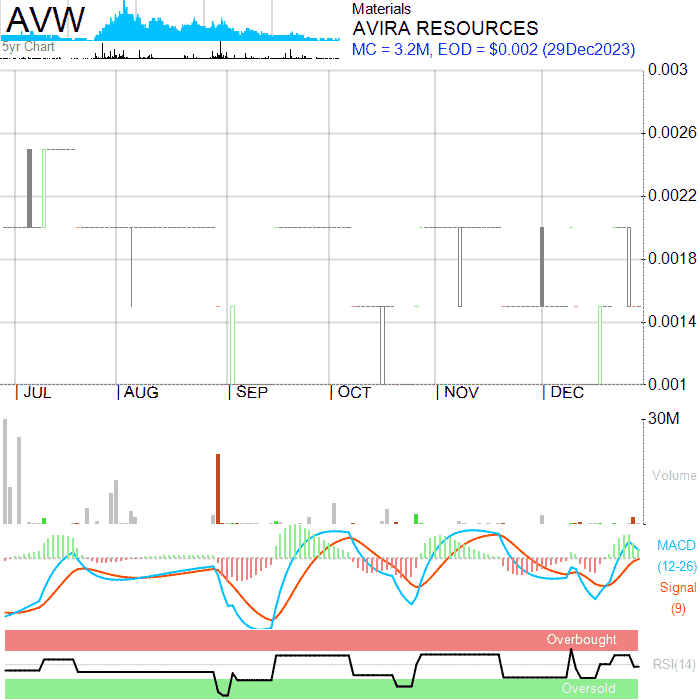 AVW
5yr Chart
Materials
AVIRA RESOURCES
MC = 3.2M, EOD = $0.002 (29Dec2023)
0.003
0.0026
0.0022
0.0018
0.0014
0.001
JUL AUG SEP OCT NOV DEC
30M
Volume
MACD
(12-26)
Signal
(9)
Overbought
RSI(14)
Oversold